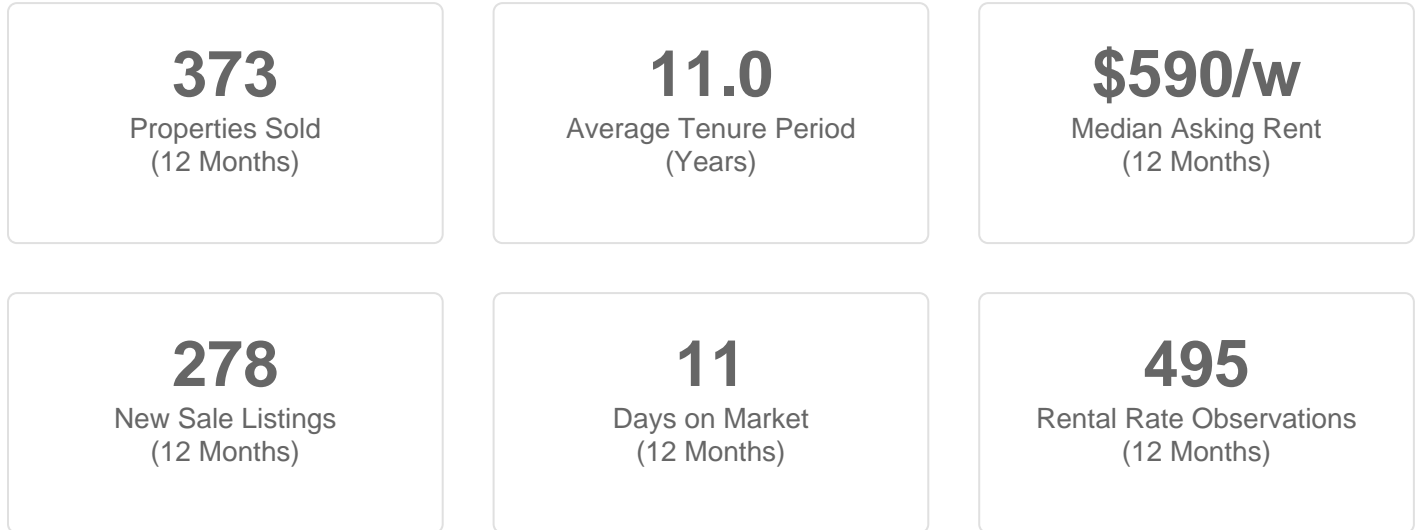 373
Properties Sold
(12 Months)
11.0
Average Tenure Period
(Years)
$590/w
Median Asking Rent
(12 Months)
278
New Sale Listings
(12 Months)
11
Days on Market
(12 Months)
495
Rental Rate Observations
(12 Months)